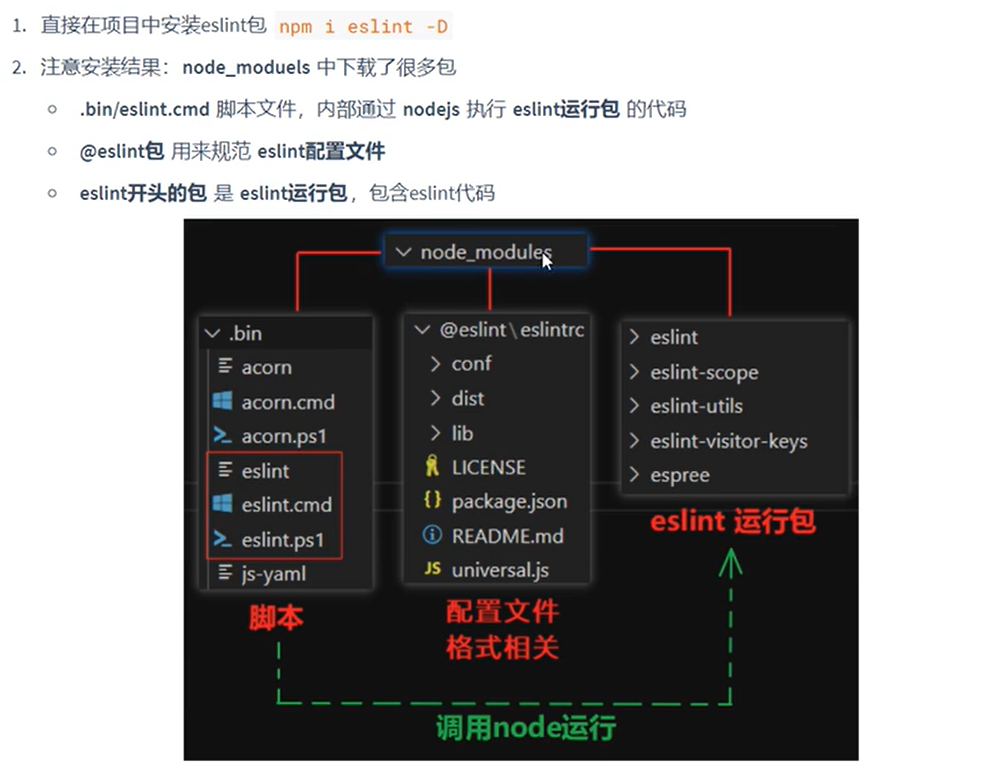 1. 直接在项目中安装eslint包 npm i eslint -D
2. 注意安装结果：node_moduels 中下载了很多包
.bin/eslint.cmd 脚本文件，内部通过 nodejs 执行 eslint运行包 的代码
@eslint包 用来规范 eslint配置文件
eslint开头的包 是 eslint运行包，包含eslint代码
node_modules
.bin
acorn
acorn.cmd
acorn.ps1
eslint
eslint.cmd
eslint.ps1
js-yaml
脚本
@eslint\eslintrc
conf
dist
lib
LICENSE
{} package.json
README.md
JS universal.js
配置文件
格式相关
eslint
eslint-scope
eslint-utils
eslint-visitor-keys
espree
eslint 运行包
调用node运行